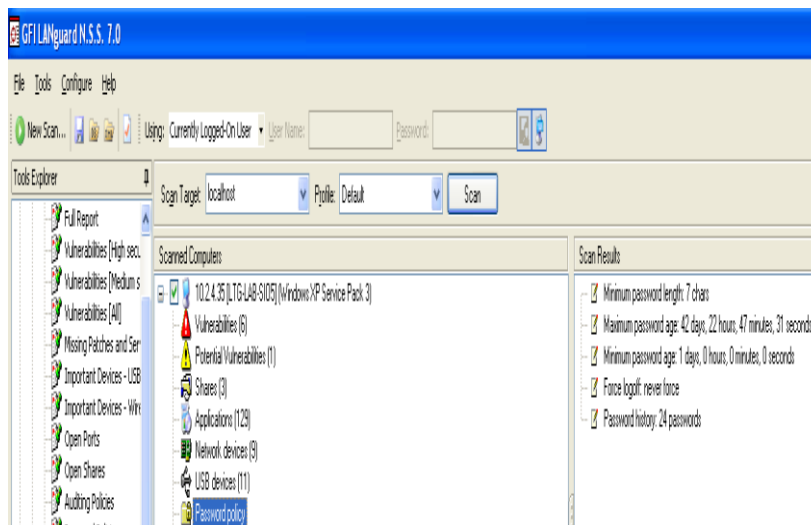 GFI LANguard N.S.S. 7.0
File Tools Configure Help
New Scan... Using: Currently Logged-On User User Name: Password:
Tools Explorer
Scan Target: localhost Profile: Default Scan
Full Report
Vulnerabilities [High secu
Vulnerabilities [Medium s
Vulnerabilities [All]
Missing Patches and Ser
Important Devices - USB
Important Devices - Wire
Open Ports
Open Shares
Auditing Policies
Scanned Computers
10.2.4.35 [LTG-LAB-SI05] (Windows XP Service Pack 3)
Vulnerabilities (6)
Potential Vulnerabilities (1)
Shares (3)
Applications (129)
Network devices (9)
USB devices (11)
Password policy
Scan Results
Minimum password length: 7 chars
Maximum password age: 42 days, 22 hours, 47 minutes, 31 seconds
Minimum password age: 1 days, 0 hours, 0 minutes, 0 seconds
Force logoff: never force
Password history: 24 passwords